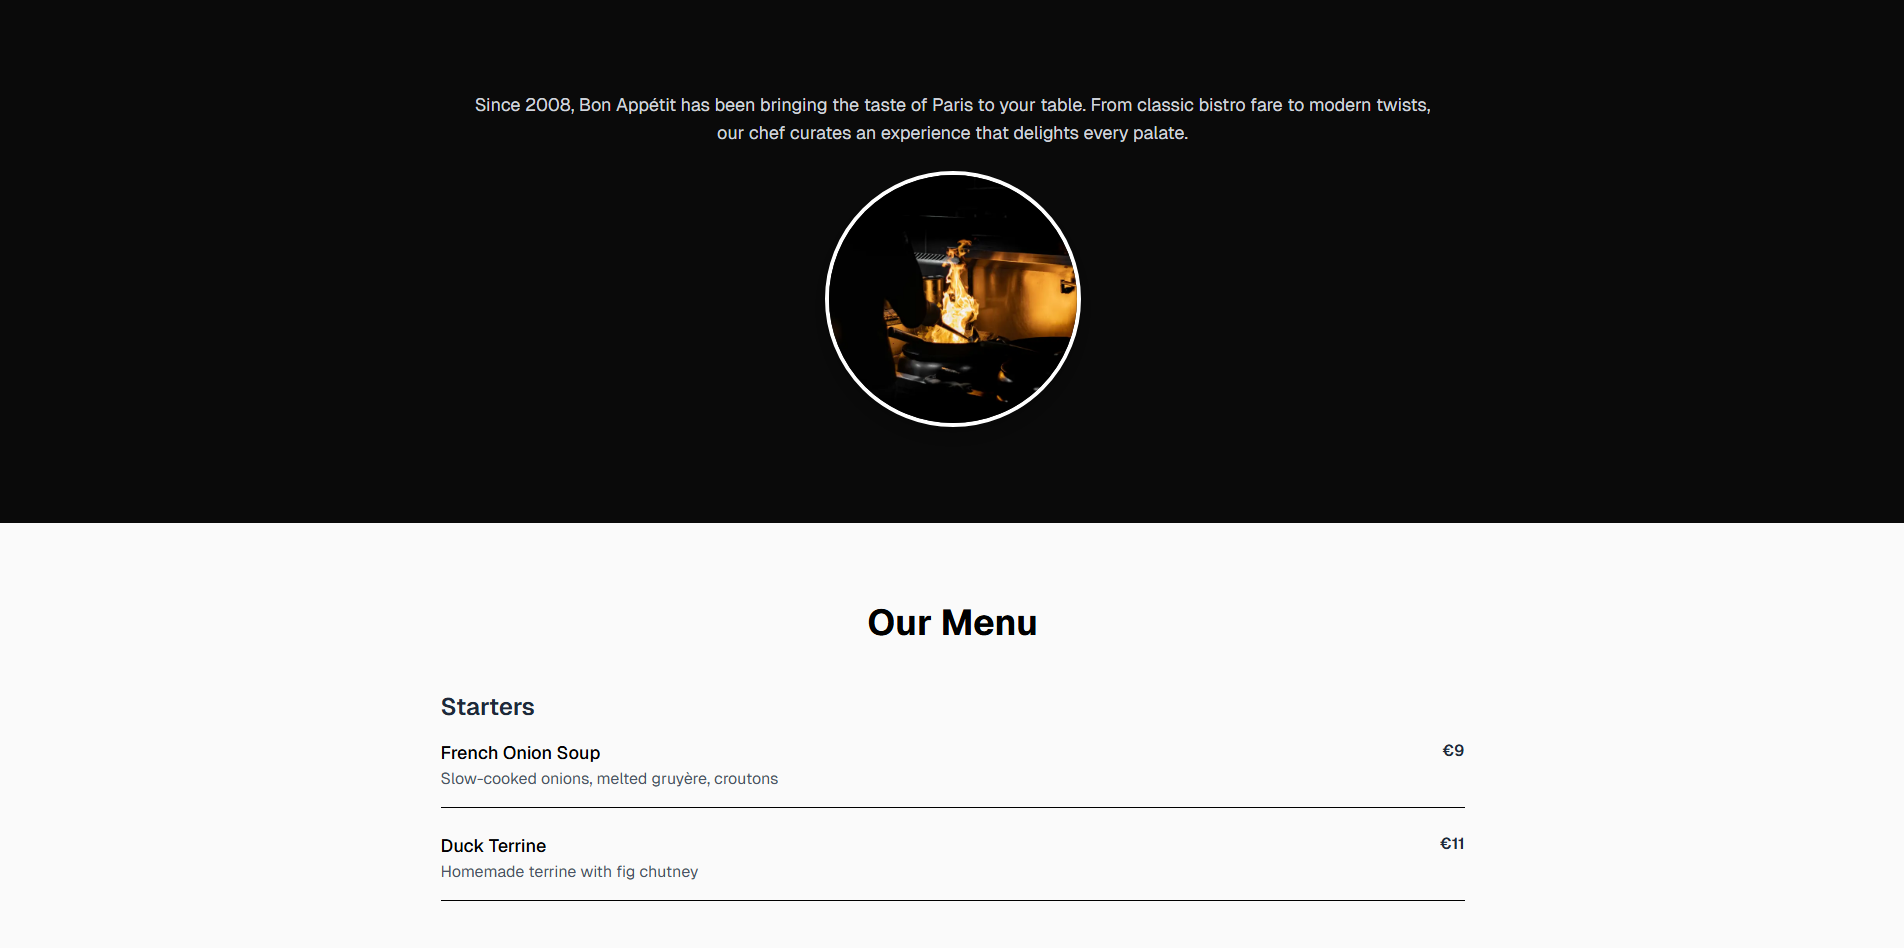 Since 2008, Bon Appétit has been bringing the taste of Paris to your table. From classic bistro fare to modern twists,
our chef curates an experience that delights every palate.
Our Menu
Starters
French Onion Soup
€9
Slow-cooked onions, melted gruyère, croutons
Duck Terrine
€11
Homemade terrine with fig chutney